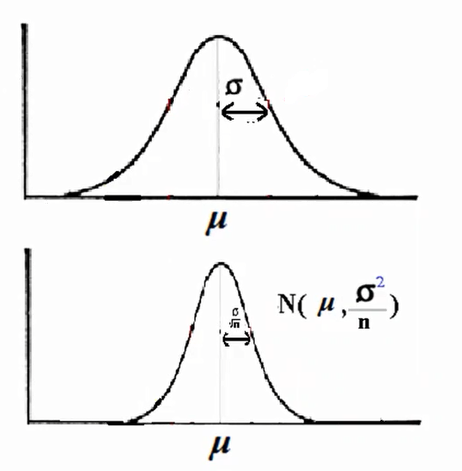 σ
μ
σ/√n
N( μ, σ²/n )
μ